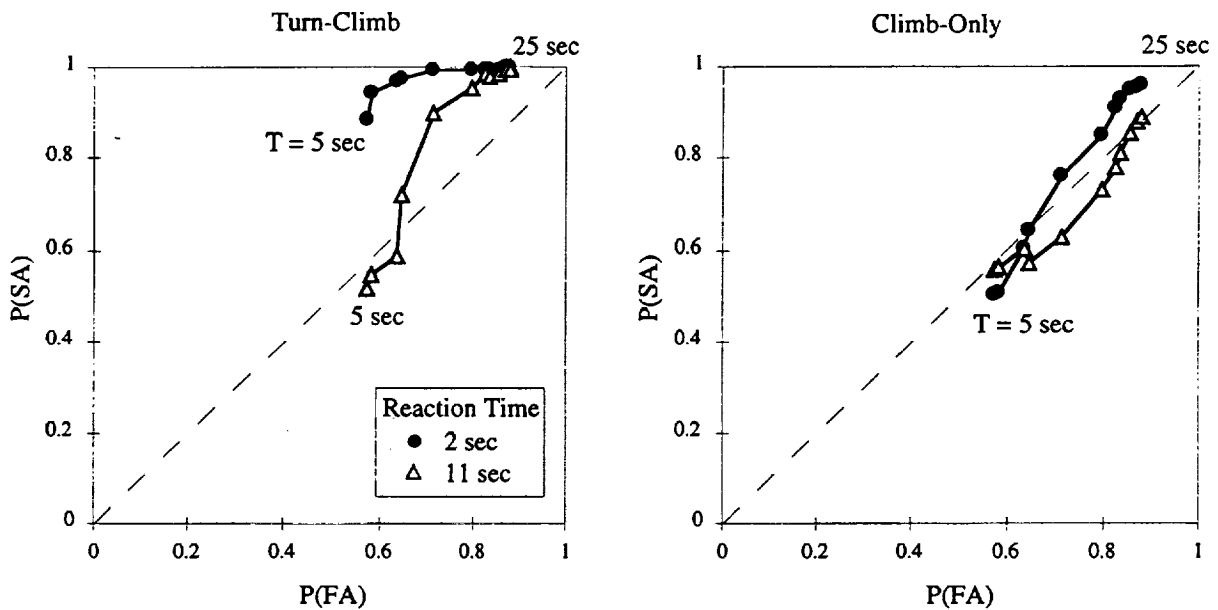 Turn-Climb
25 sec
1
0.8
0.6
0.4
0.2
0
P(SA)
T = 5 sec
5 sec
Reaction Time
2 sec
11 sec
0
0.2
0.4
0.6
0.8
1
P(FA)
Climb-Only
25 sec
1
0.8
0.6
0.4
0.2
0
P(SA)
T = 5 sec
0
0.2
0.4
0.6
0.8
1
P(FA)